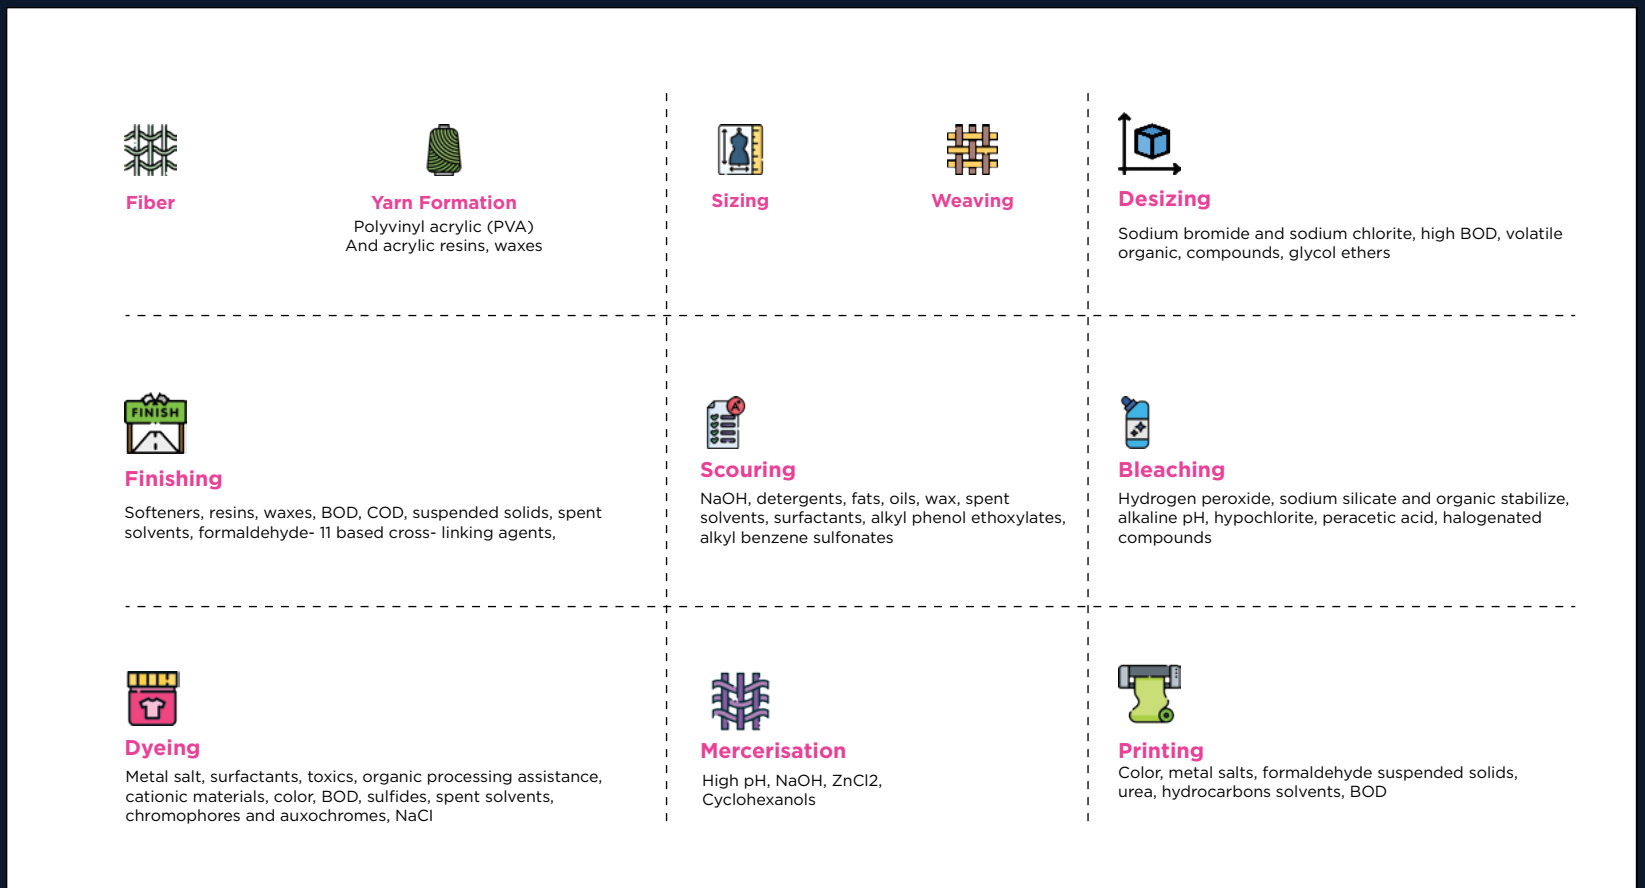 Fiber
Yarn Formation
Polyvinyl acrylic (PVA)
And acrylic resins, waxes
Sizing
Weaving
Desizing
Sodium bromide and sodium chlorite, high BOD, volatile
organic, compounds, glycol ethers
FINISH
Finishing
Softeners, resins, waxes, BOD, COD, suspended solids, spent
solvents, formaldehyde- 11 based cross- linking agents,
A+
Scouring
NaOH, detergents, fats, oils, wax, spent
solvents, surfactants, alkyl phenol ethoxylates,
alkyl benzene sulfonates
Bleaching
Hydrogen peroxide, sodium silicate and organic stabilize,
alkaline pH, hypochlorite, peracetic acid, halogenated
compounds
Dyeing
Metal salt, surfactants, toxics, organic processing assistance,
cationic materials, color, BOD, sulfides, spent solvents,
chromophores and auxochromes, NaCl
Mercerisation
High pH, NaOH, ZnCl2,
Cyclohexanols
Printing
Color, metal salts, formaldehyde suspended solids,
urea, hydrocarbons solvents, BOD